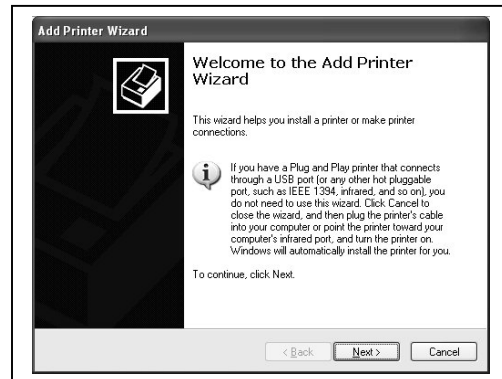 Add Printer Wizard
Welcome to the Add Printer
Wizard
This wizard helps you install a printer or make printer
connections.
If you have a Plug and Play printer that connects
through a USB port (or any other hot pluggable
port, such as IEEE 1394, infrared, and so on), you
do not need to use this wizard. Click Cancel to
close the wizard, and then plug the printer's cable
into your computer or point the printer toward your
computer's infrared port, and turn the printer on.
Windows will automatically install the printer for you.
To continue, click Next.
< Back
Next >
Cancel